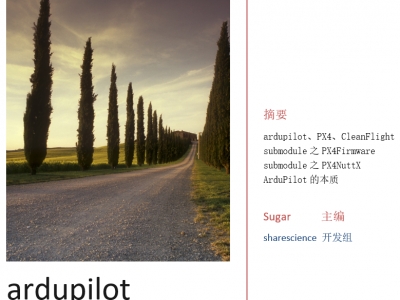 摘要
ardupilot、PX4、CleanFlight
submodule 之 PX4Firmware
submodule 之 PX4NuttX
ArduPilot 的本质
Sugar 主编
sharescience 开发组
ardupilot